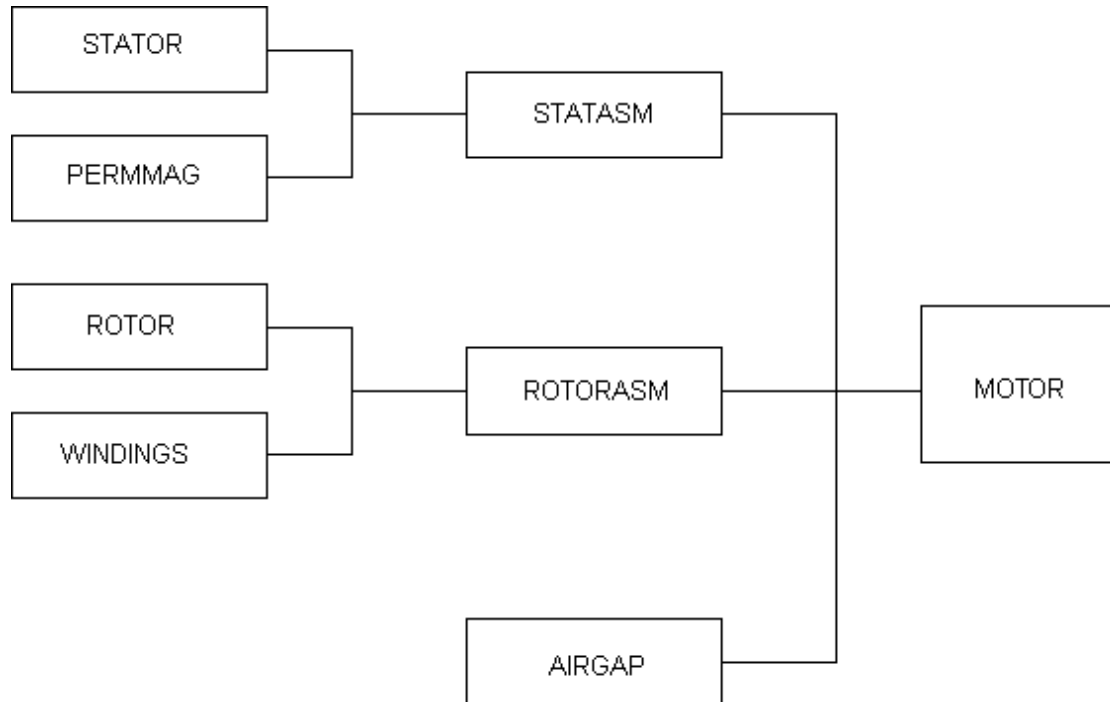 STATOR
PERMMAG
STATASM
ROTOR
WINDINGS
ROTORASM
MOTOR
AIRGAP